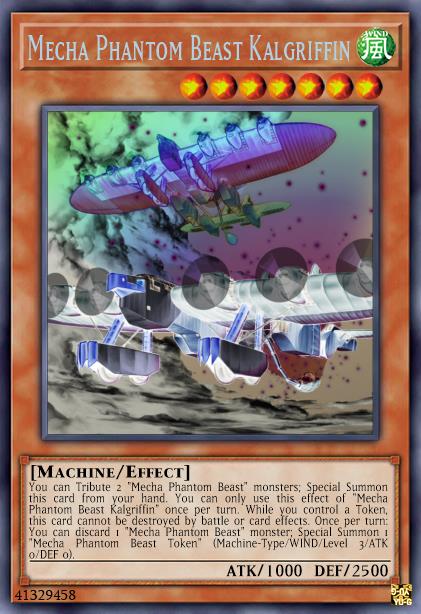 Mecha Phantom Beast Kalgriffin
WIND
風
[Machine/Effect]
You can Tribute 2 "Mecha Phantom Beast" monsters; Special Summon
this card from your hand. You can only use this effect of "Mecha
Phantom Beast Kalgriffin" once per turn. While you control a Token,
this card cannot be destroyed by battle or card effects. Once per turn:
You can discard 1 "Mecha Phantom Beast" monster; Special Summon 1
"Mecha Phantom Beast Token" (Machine-Type/WIND/Level 3/ATK
0/DEF 0).
ATK/1000 DEF/2500
41329458